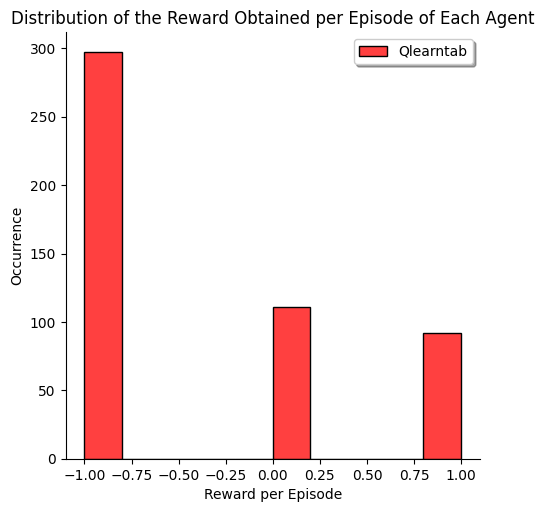 Distribution of the Reward Obtained per Episode of Each Agent
Qlearntab
300
250
200
150
100
50
0
Occurrence
−1.00 −0.75 −0.50 −0.25 0.00 0.25 0.50 0.75 1.00
Reward per Episode